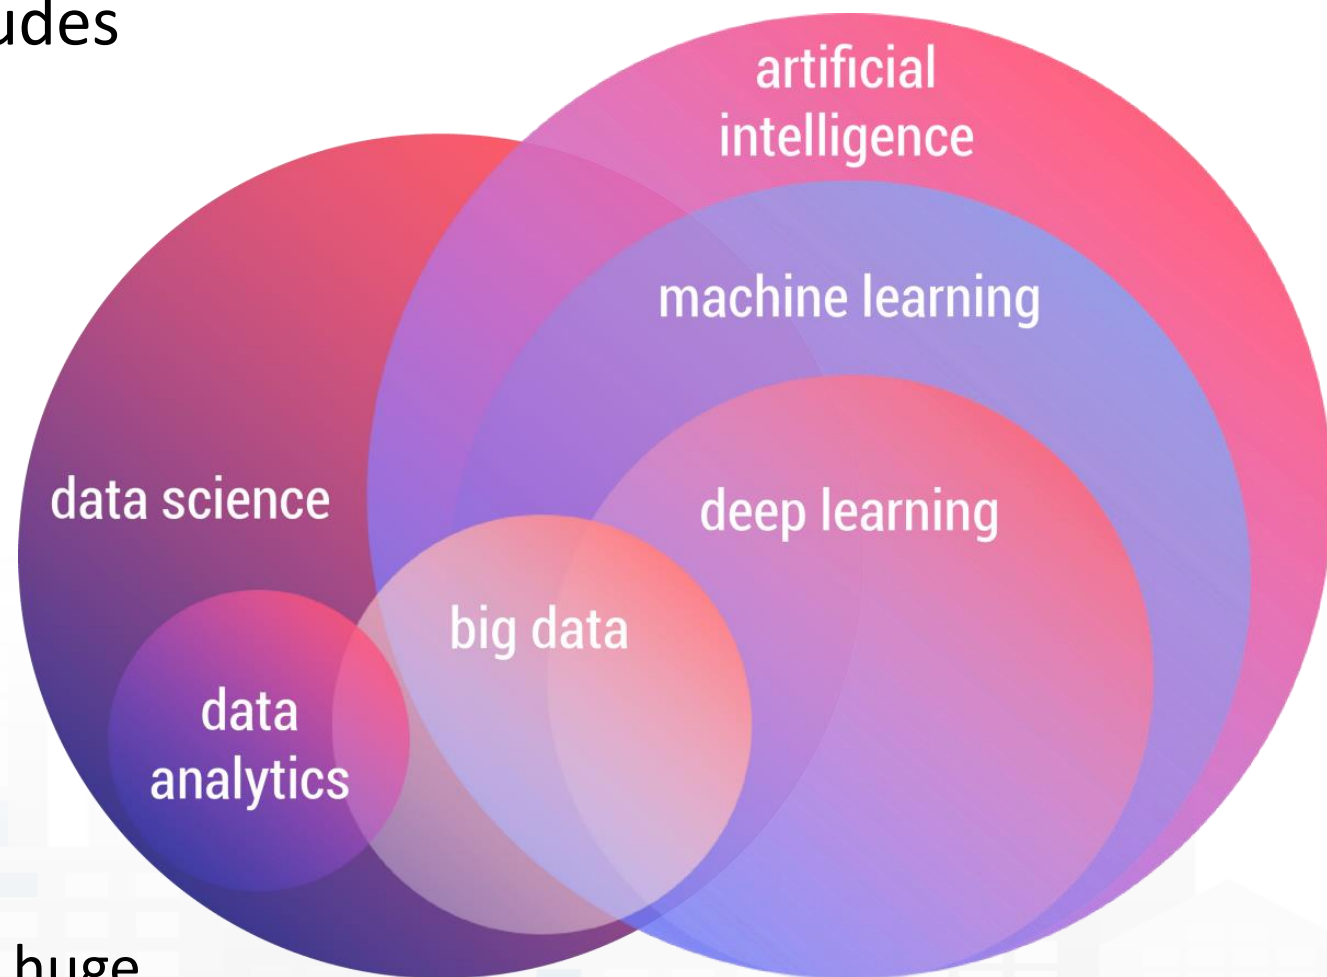 udes
artificial
intelligence
machine learning
data science
deep learning
big data
data
analytics
huge